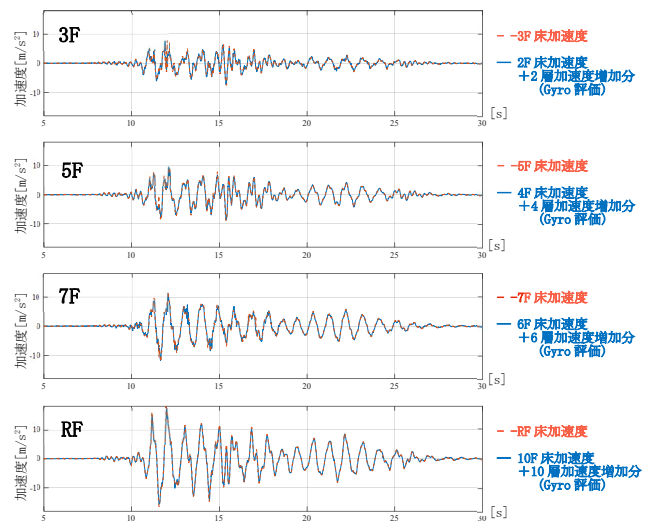 3F
加速度[m/s²]
10
0
-10
5
10
15
20
25
30
[s]
- -3F 床加速度
2F 床加速度
＋2 層加速度増加分
(Gyro 評価)
5F
加速度[m/s²]
10
0
-10
5
10
15
20
25
30
[s]
- -5F 床加速度
4F 床加速度
＋4 層加速度増加分
(Gyro 評価)
7F
加速度[m/s²]
10
0
-10
5
10
15
20
25
30
[s]
- -7F 床加速度
6F 床加速度
＋6 層加速度増加分
(Gyro 評価)
RF
加速度[m/s²]
10
0
-10
5
10
15
20
25
30
[s]
- -RF 床加速度
10F 床加速度
＋10 層加速度増加分
(Gyro 評価)